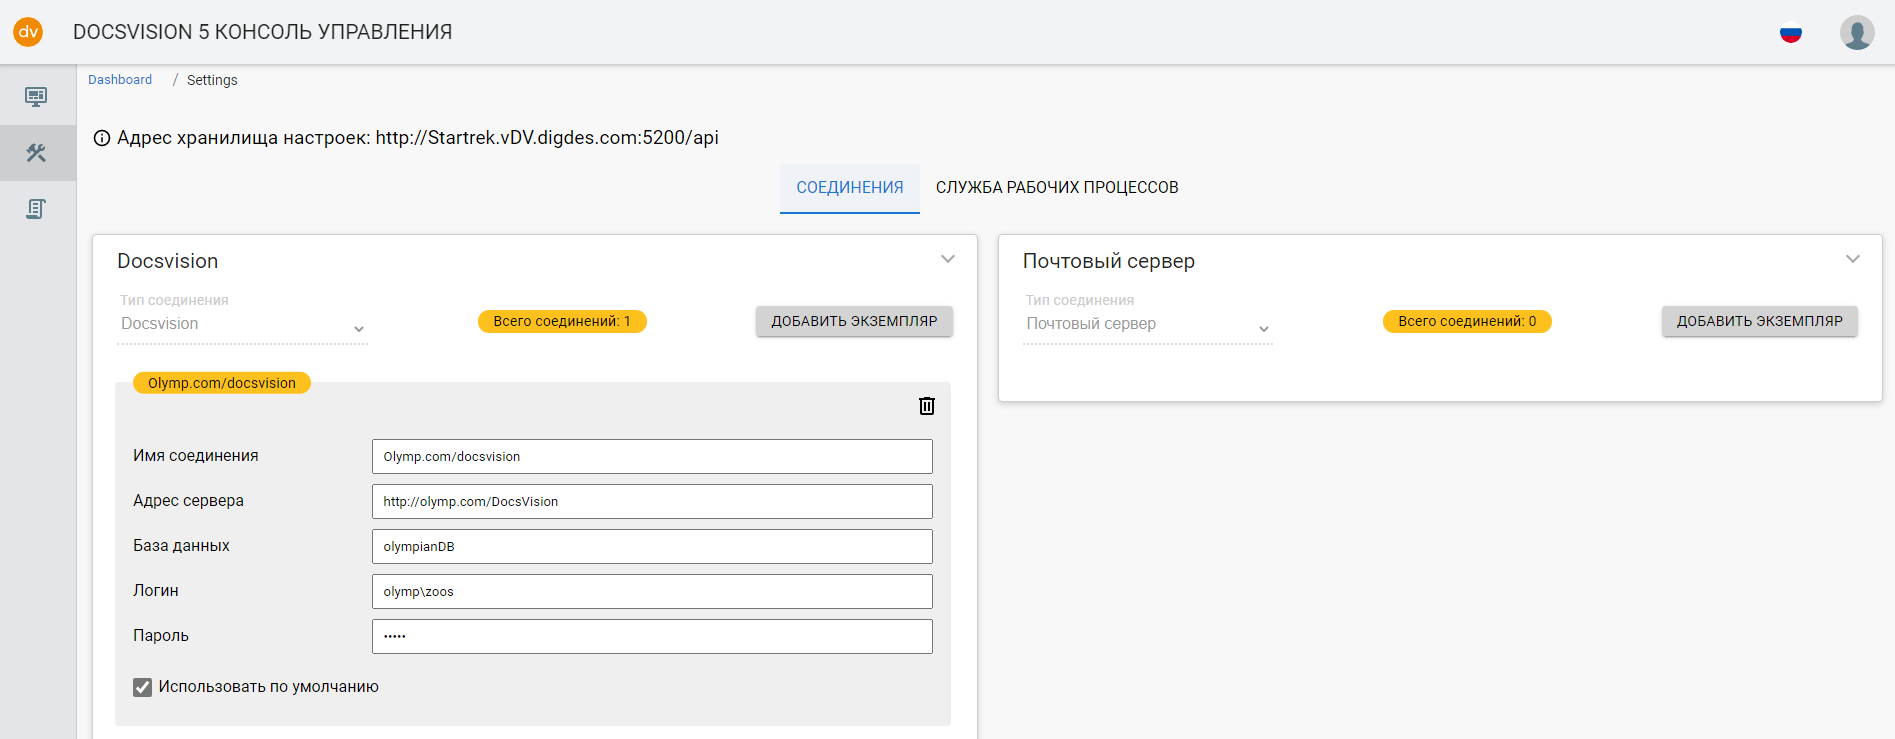 dv
DOCSVISION 5 КОНСОЛЬ УПРАВЛЕНИЯ
Dashboard / Settings
Адрес хранилища настроек: http://Startrek.vDV.digdes.com:5200/api
СОЕДИНЕНИЯ
СЛУЖБА РАБОЧИХ ПРОЦЕССОВ
Docsvision
Тип соединения
Docsvision
Всего соединений: 1
ДОБАВИТЬ ЭКЗЕМПЛЯР
Olymp.com/docsvision
Имя соединения
Olymp.com/docsvision
Адрес сервера
http://olymp.com/DocsVision
База данных
olympianDB
Логин
olymp\zoos
Пароль
•••••
Использовать по умолчанию
Почтовый сервер
Тип соединения
Почтовый сервер
Всего соединений: 0
ДОБАВИТЬ ЭКЗЕМПЛЯР